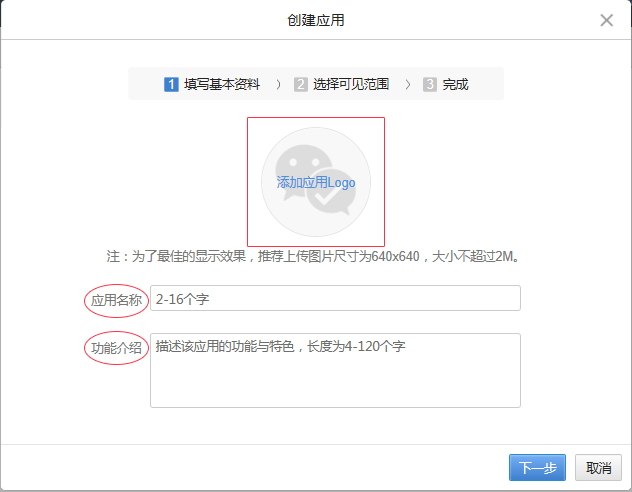 创建应用
1 填写基本资料 〉 2 选择可见范围 〉 3 完成
添加应用Logo
注：为了最佳的显示效果，推荐上传图片尺寸为640x640，大小不超过2M。
应用名称 2-16个字
功能介绍 描述该应用的功能与特色，长度为4-120个字
下一步 取消